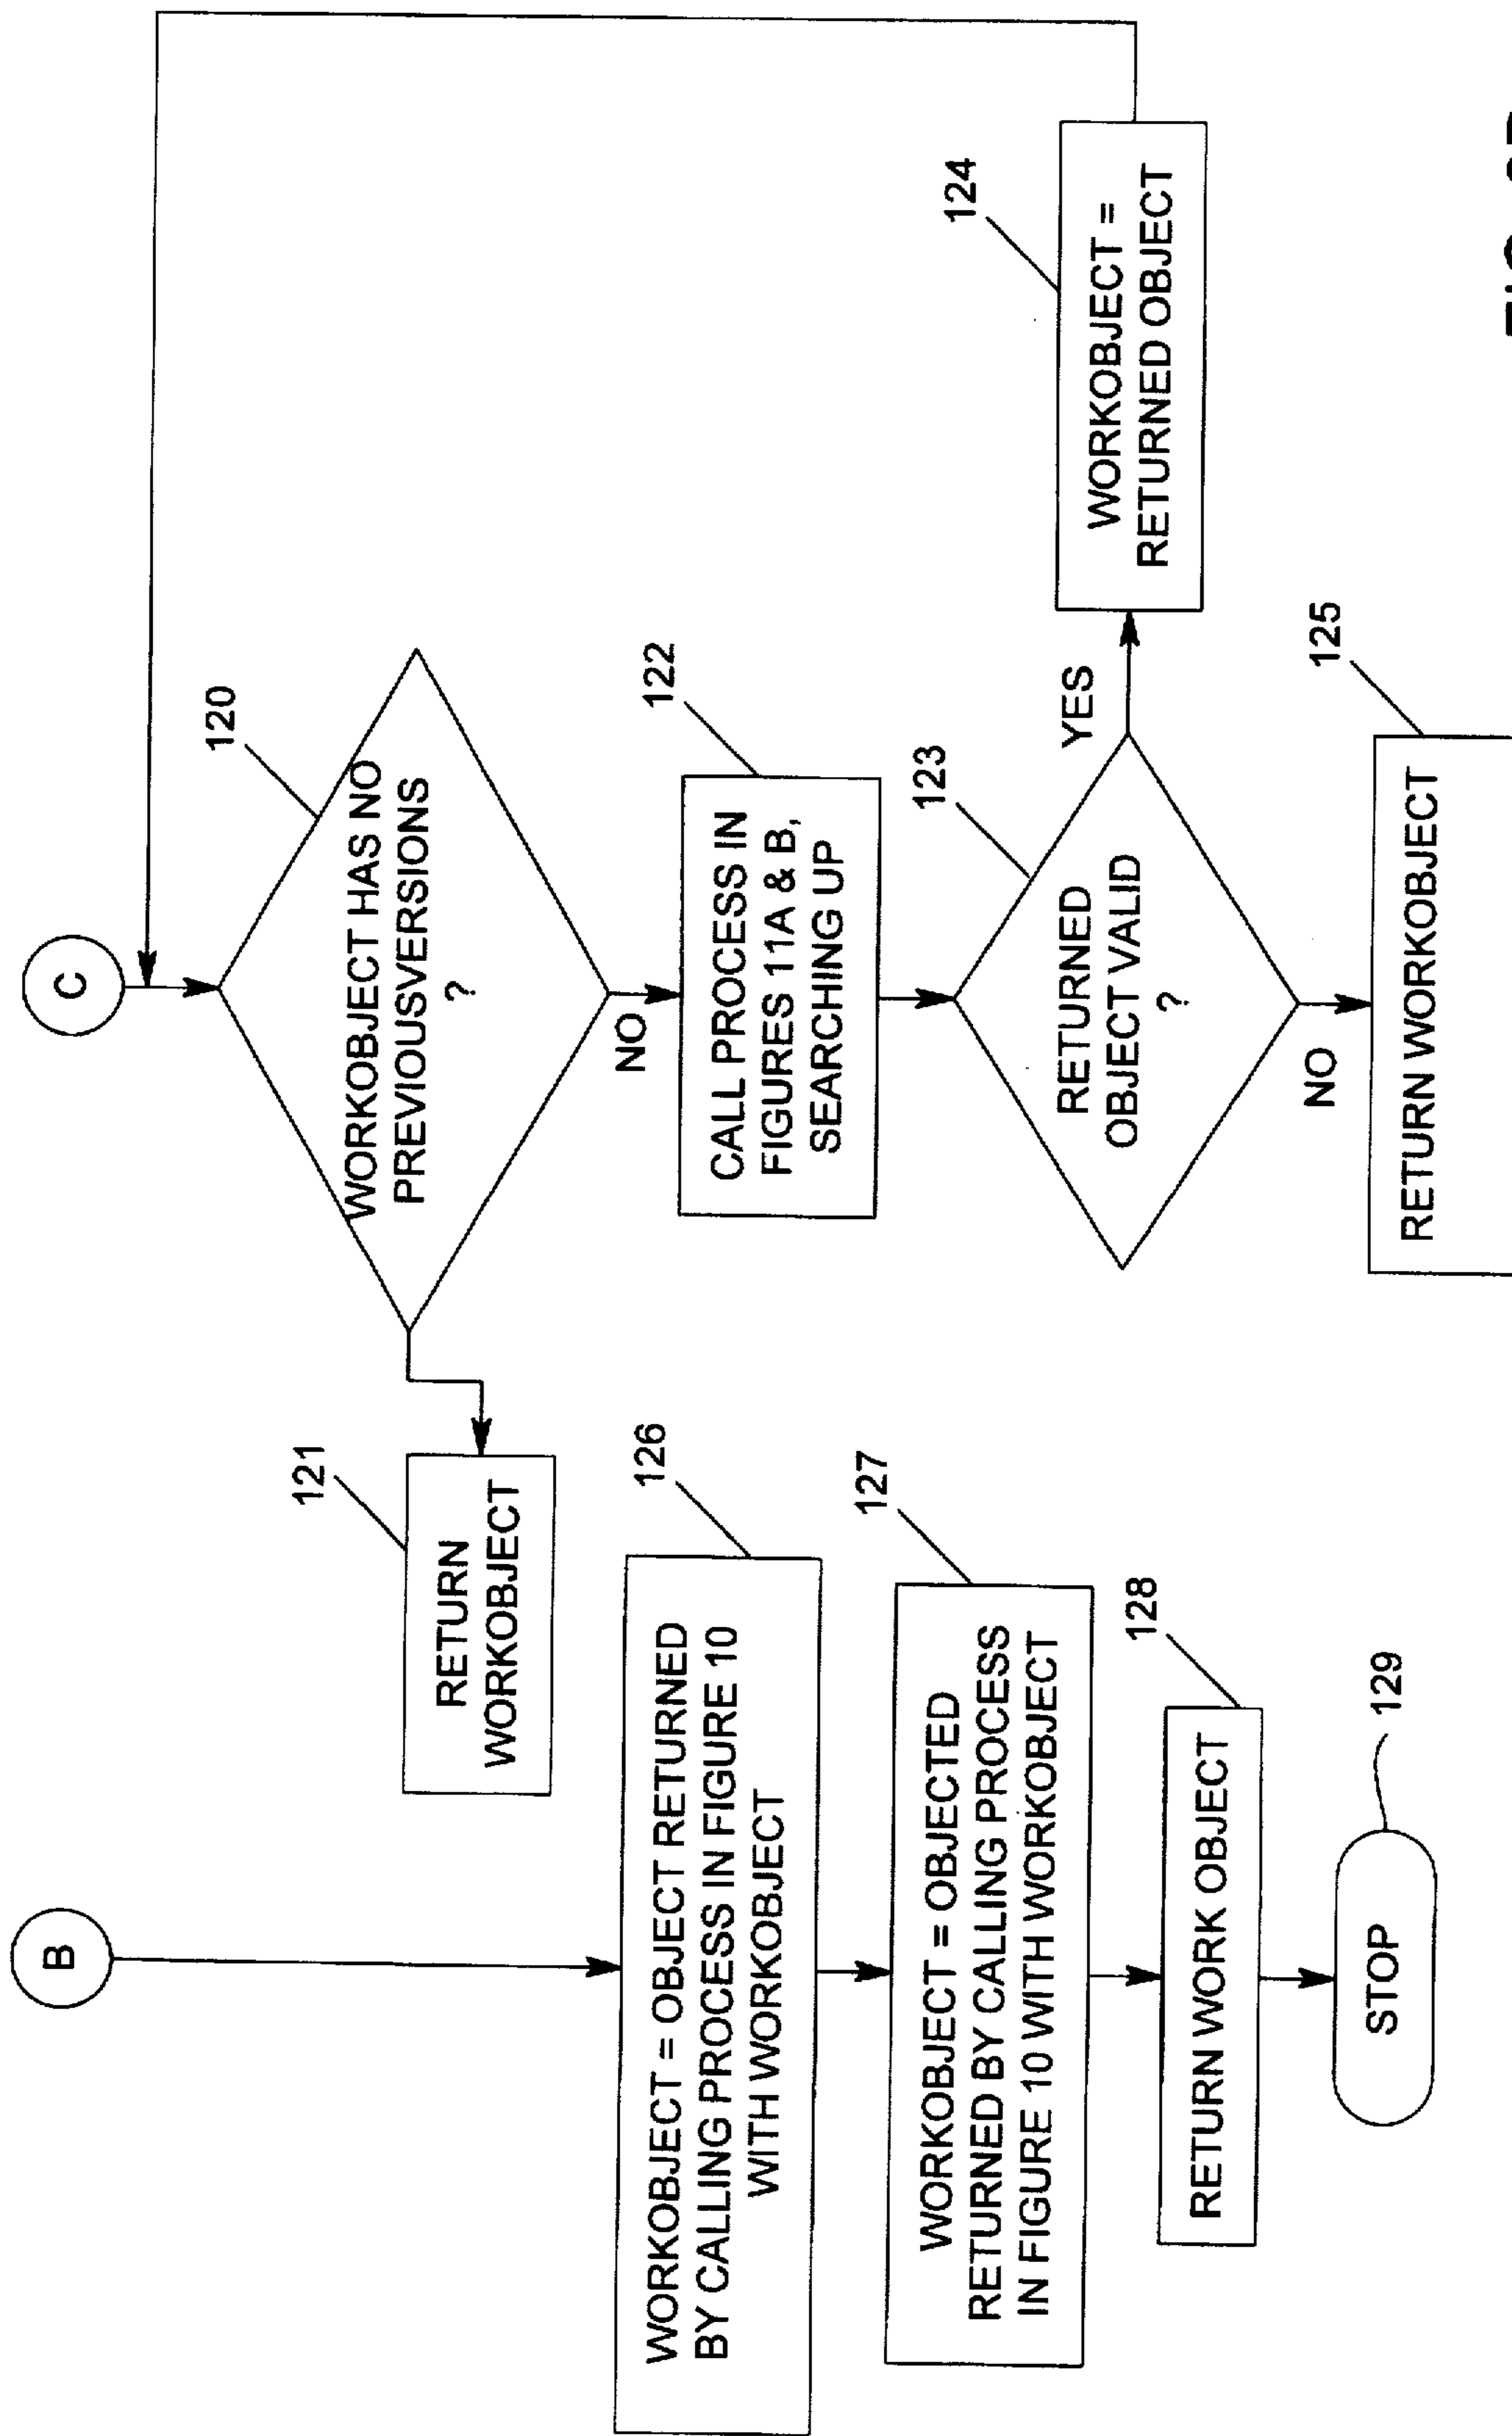 B
WORKOBJECT = OBJECT RETURNED
BY CALLING PROCESS IN FIGURE 10
WITH WORKOBJECT
126
WORKOBJECT = OBJECTED
RETURNED BY CALLING PROCESS
IN FIGURE 10 WITH WORKOBJECT
127
RETURN WORK OBJECT
128
STOP
129
C
WORKOBJECT HAS NO
PREVIOUSVERSIONS
?
120
RETURN
WORKOBJECT
121
NO
CALL PROCESS IN
FIGURES 11A & B,
SEARCHING UP
122
RETURNED
OBJECT VALID
?
123
YES
WORKOBJECT =
RETURNED OBJECT
124
NO
RETURN WORKOBJECT
125